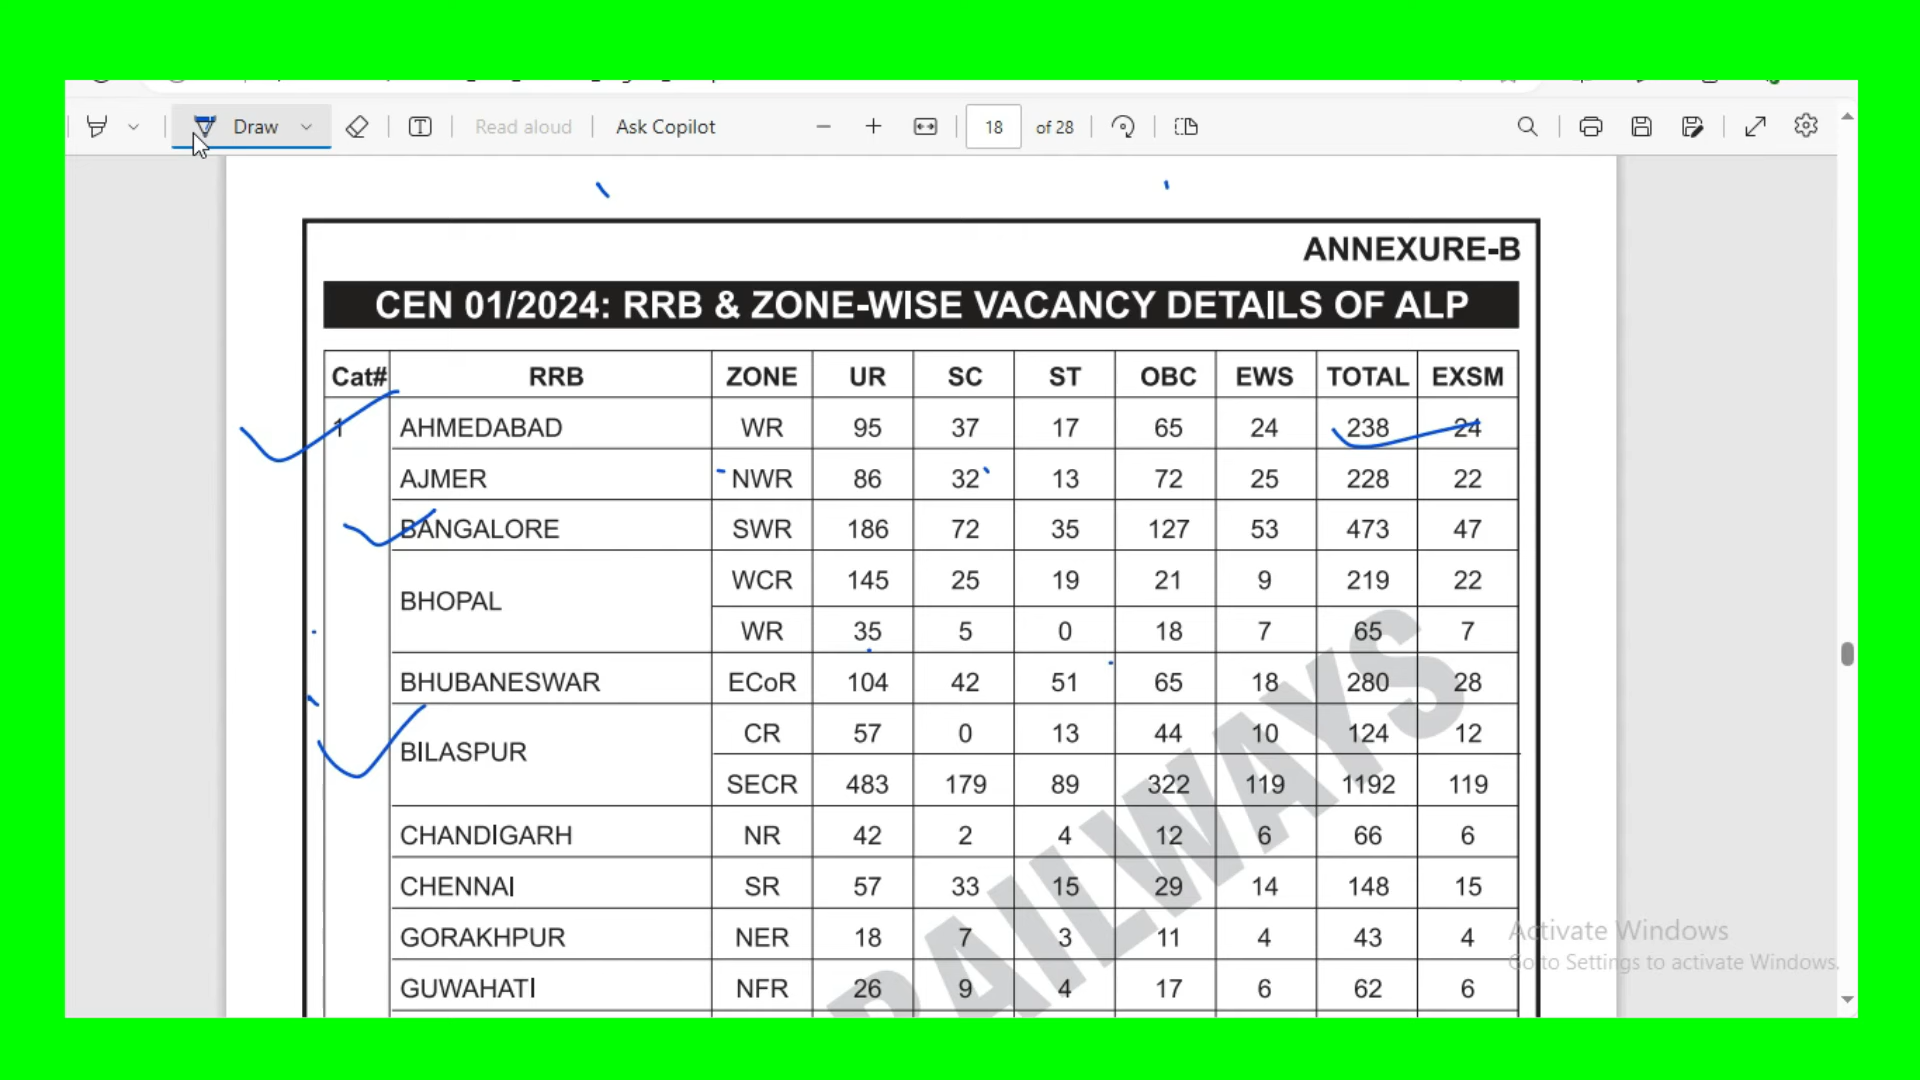 Draw
Read aloud
Ask Copilot
18 of 28
ANNEXURE-B
CEN 01/2024: RRB & ZONE-WISE VACANCY DETAILS OF ALP
Cat# RRB ZONE UR SC ST OBC EWS TOTAL EXSM
1 AHMEDABAD WR 95 37 17 65 24 238 24
AJMER NWR 86 32 13 72 25 228 22
BANGALORE SWR 186 72 35 127 53 473 47
BHOPAL WCR 145 25 19 21 9 219 22
WR 35 5 0 18 7 65 7
BHUBANESWAR ECoR 104 42 51 65 18 280 28
BILASPUR CR 57 0 13 44 10 124 12
SECR 483 179 89 322 119 1192 119
CHANDIGARH NR 42 2 4 12 6 66 6
CHENNAI SR 57 33 15 29 14 148 15
GORAKHPUR NER 18 7 3 11 4 43 4
GUWAHATI NFR 26 9 4 17 6 62 6
RAILWAYS
Activate Windows
Go to Settings to activate Windows.